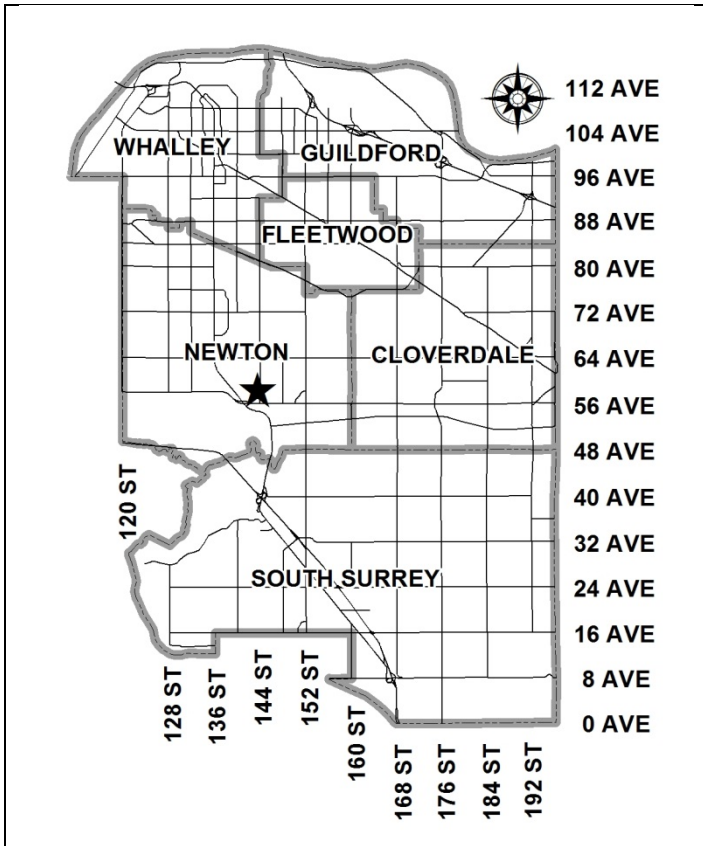 112 AVE
104 AVE
WHALLEY
GUILDFORD
96 AVE
88 AVE
FLEETWOOD
80 AVE
72 AVE
NEWTON
CLOVERDALE
64 AVE
56 AVE
48 AVE
120 ST
40 AVE
32 AVE
SOUTH SURREY
24 AVE
16 AVE
8 AVE
0 AVE
128 ST
136 ST
144 ST
152 ST
160 ST
168 ST
176 ST
184 ST
192 ST